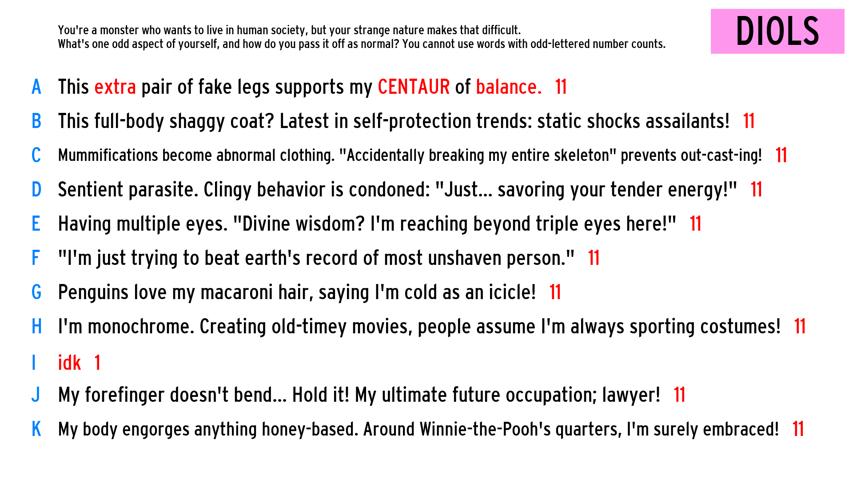 You're a monster who wants to live in human society, but your strange nature makes that difficult.
What's one odd aspect of yourself, and how do you pass it off as normal? You cannot use words with odd-lettered number counts.
DIOLS
A This extra pair of fake legs supports my CENTAUR of balance. 11
B This full-body shaggy coat? Latest in self-protection trends: static shocks assailants! 11
C Mummifications become abnormal clothing. "Accidentally breaking my entire skeleton" prevents out-cast-ing! 11
D Sentient parasite. Clingy behavior is condoned: "Just... savoring your tender energy!" 11
E Having multiple eyes. "Divine wisdom? I'm reaching beyond triple eyes here!" 11
F "I'm just trying to beat earth's record of most unshaven person." 11
G Penguins love my macaroni hair, saying I'm cold as an icicle! 11
H I'm monochrome. Creating old-timey movies, people assume I'm always sporting costumes! 11
I idk 1
J My forefinger doesn't bend... Hold it! My ultimate future occupation; lawyer! 11
K My body engorges anything honey-based. Around Winnie-the-Pooh's quarters, I'm surely embraced! 11